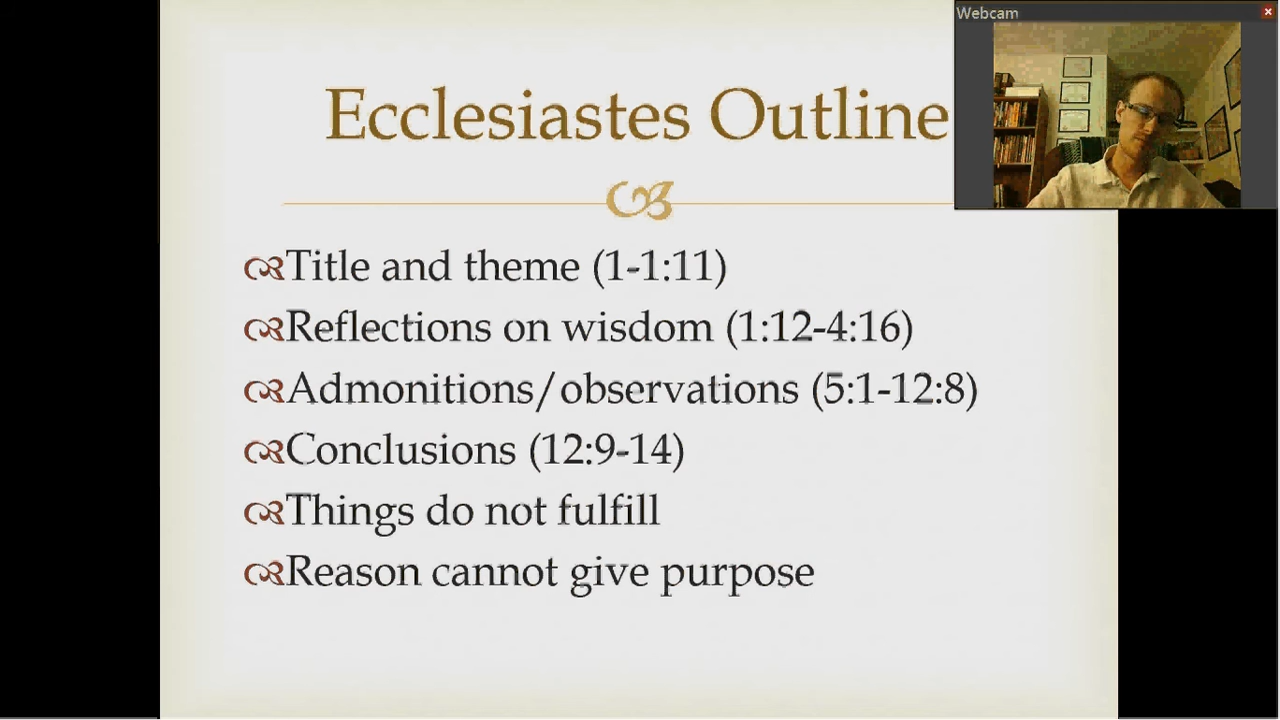 Webcam
Ecclesiastes Outline
Title and theme (1-1:11)
Reflections on wisdom (1:12-4:16)
Admonitions/observations (5:1-12:8)
Conclusions (12:9-14)
Things do not fulfill
Reason cannot give purpose